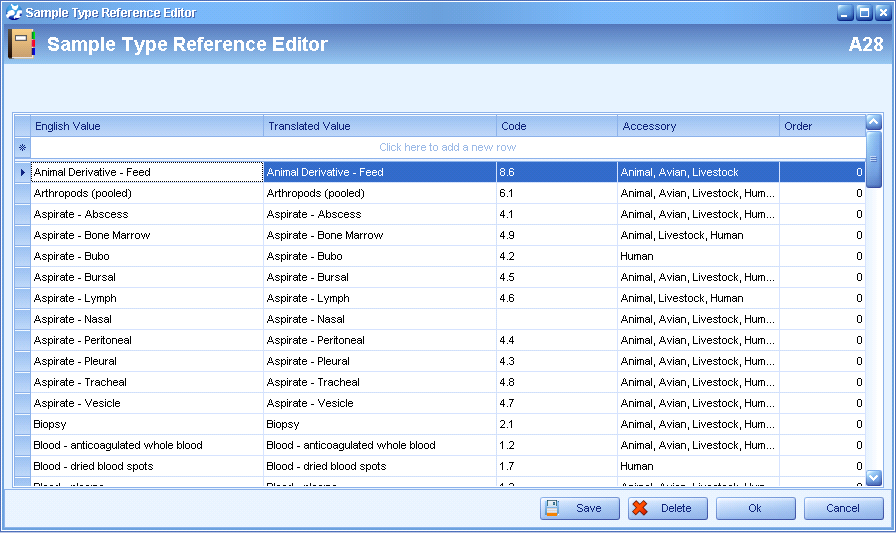 Sample Type Reference Editor
Sample Type Reference Editor A28
English Value Translated Value Code Accessory Order
Click here to add a new row
Animal Derivative - Feed Animal Derivative - Feed 8.6 Animal, Avian, Livestock 0
Arthropods (pooled) Arthropods (pooled) 6.1 Animal, Avian, Livestock, Hum... 0
Aspirate - Abscess Aspirate - Abscess 4.1 Animal, Avian, Livestock, Hum... 0
Aspirate - Bone Marrow Aspirate - Bone Marrow 4.9 Animal, Livestock, Human 0
Aspirate - Bubo Aspirate - Bubo 4.2 Human 0
Aspirate - Bursal Aspirate - Bursal 4.5 Animal, Avian, Livestock, Hum... 0
Aspirate - Lymph Aspirate - Lymph 4.6 Animal, Livestock, Human 0
Aspirate - Nasal Aspirate - Nasal Animal, Avian, Livestock, Hum... 0
Aspirate - Peritoneal Aspirate - Peritoneal 4.4 Animal, Avian, Livestock, Hum... 0
Aspirate - Pleural Aspirate - Pleural 4.3 Animal, Avian, Livestock, Hum... 0
Aspirate - Tracheal Aspirate - Tracheal 4.8 Animal, Avian, Livestock, Hum... 0
Aspirate - Vesicle Aspirate - Vesicle 4.7 Animal, Avian, Livestock, Hum... 0
Biopsy Biopsy 2.1 Animal, Avian, Livestock, Hum... 0
Blood - anticoagulated whole blood Blood - anticoagulated whole blood 1.2 Animal, Avian, Livestock, Hum... 0
Blood - dried blood spots Blood - dried blood spots 1.7 Human 0
Save Delete Ok Cancel